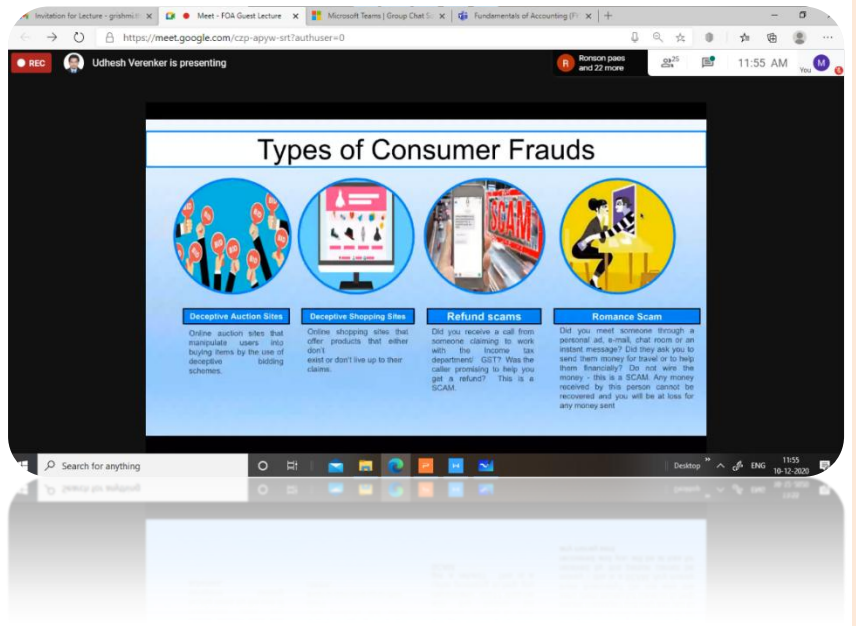 Invitation for Lecture - grishmi
Meet - FOA Guest Lecture
Microsoft Teams | Group Chat
Fundamentals of Accounting
https://meet.google.com/czp-apyw-srt?authuser=0
REC
Udhesh Verenker is presenting
R
Ronson paes
and 22 more
25
11:55 AM
You
M
Types of Consumer Frauds
BID
SCAM
Deceptive Auction Sites
Online auction sites that
manipulate users into
buying items by the use of
deceptive bidding
schemes.
Deceptive Shopping Sites
Online shopping sites that
offer products that either
don't
exist or don't live up to their
claims.
Refund scams
Did you receive a call from
someone claiming to work
with the Income tax
department/ GST? Was the
caller promising to help you
get a refund? This is a
SCAM.
Romance Scam
Did you meet someone through a
personal ad, e-mail, chat room or an
instant message? Did they ask you to
send them money for travel or to help
them financially? Do not wire the
money - this is a SCAM. Any money
received by this person cannot be
recovered and you will be at loss for
any money sent
Search for anything
Desktop
ENG
11:55
10-12-2020